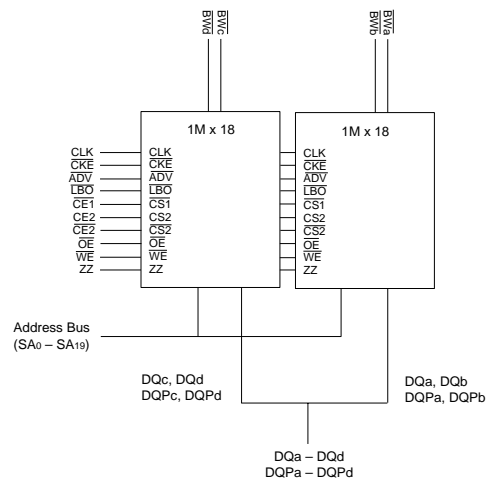 BWd BWc BWb BWa
1M x 18 1M x 18
CLK CLK CLK
CKE CKE CKE
ADV ADV ADV
LBO LBO LBO
CE1 CS1 CS1
CE2 CS2 CS2
CE2 CS2 CS2
OE OE OE
WE WE WE
ZZ ZZ ZZ
Address Bus
(SA0 – SA19)
DQc, DQd
DQPc, DQPd
DQa, DQb
DQPa, DQPb
DQa – DQd
DQPa – DQPd